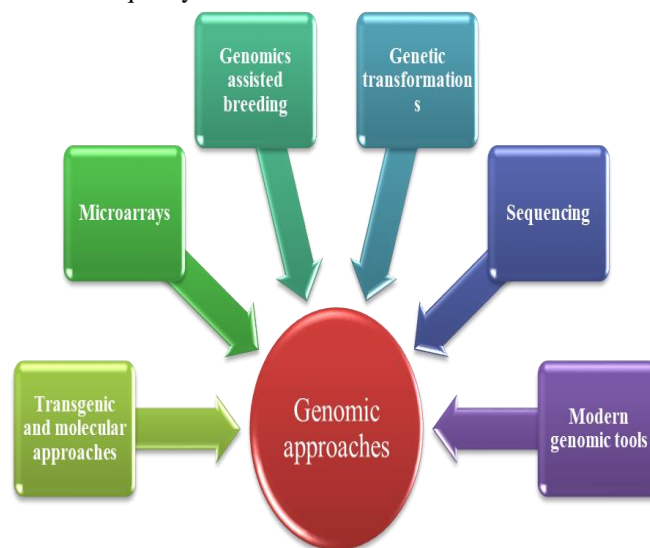 Genomics
assisted
breeding
Genetic
transformation
s
Microarrays
Sequencing
Transgenic
and molecular
approaches
Genomic
approaches
Modern
genomic tools